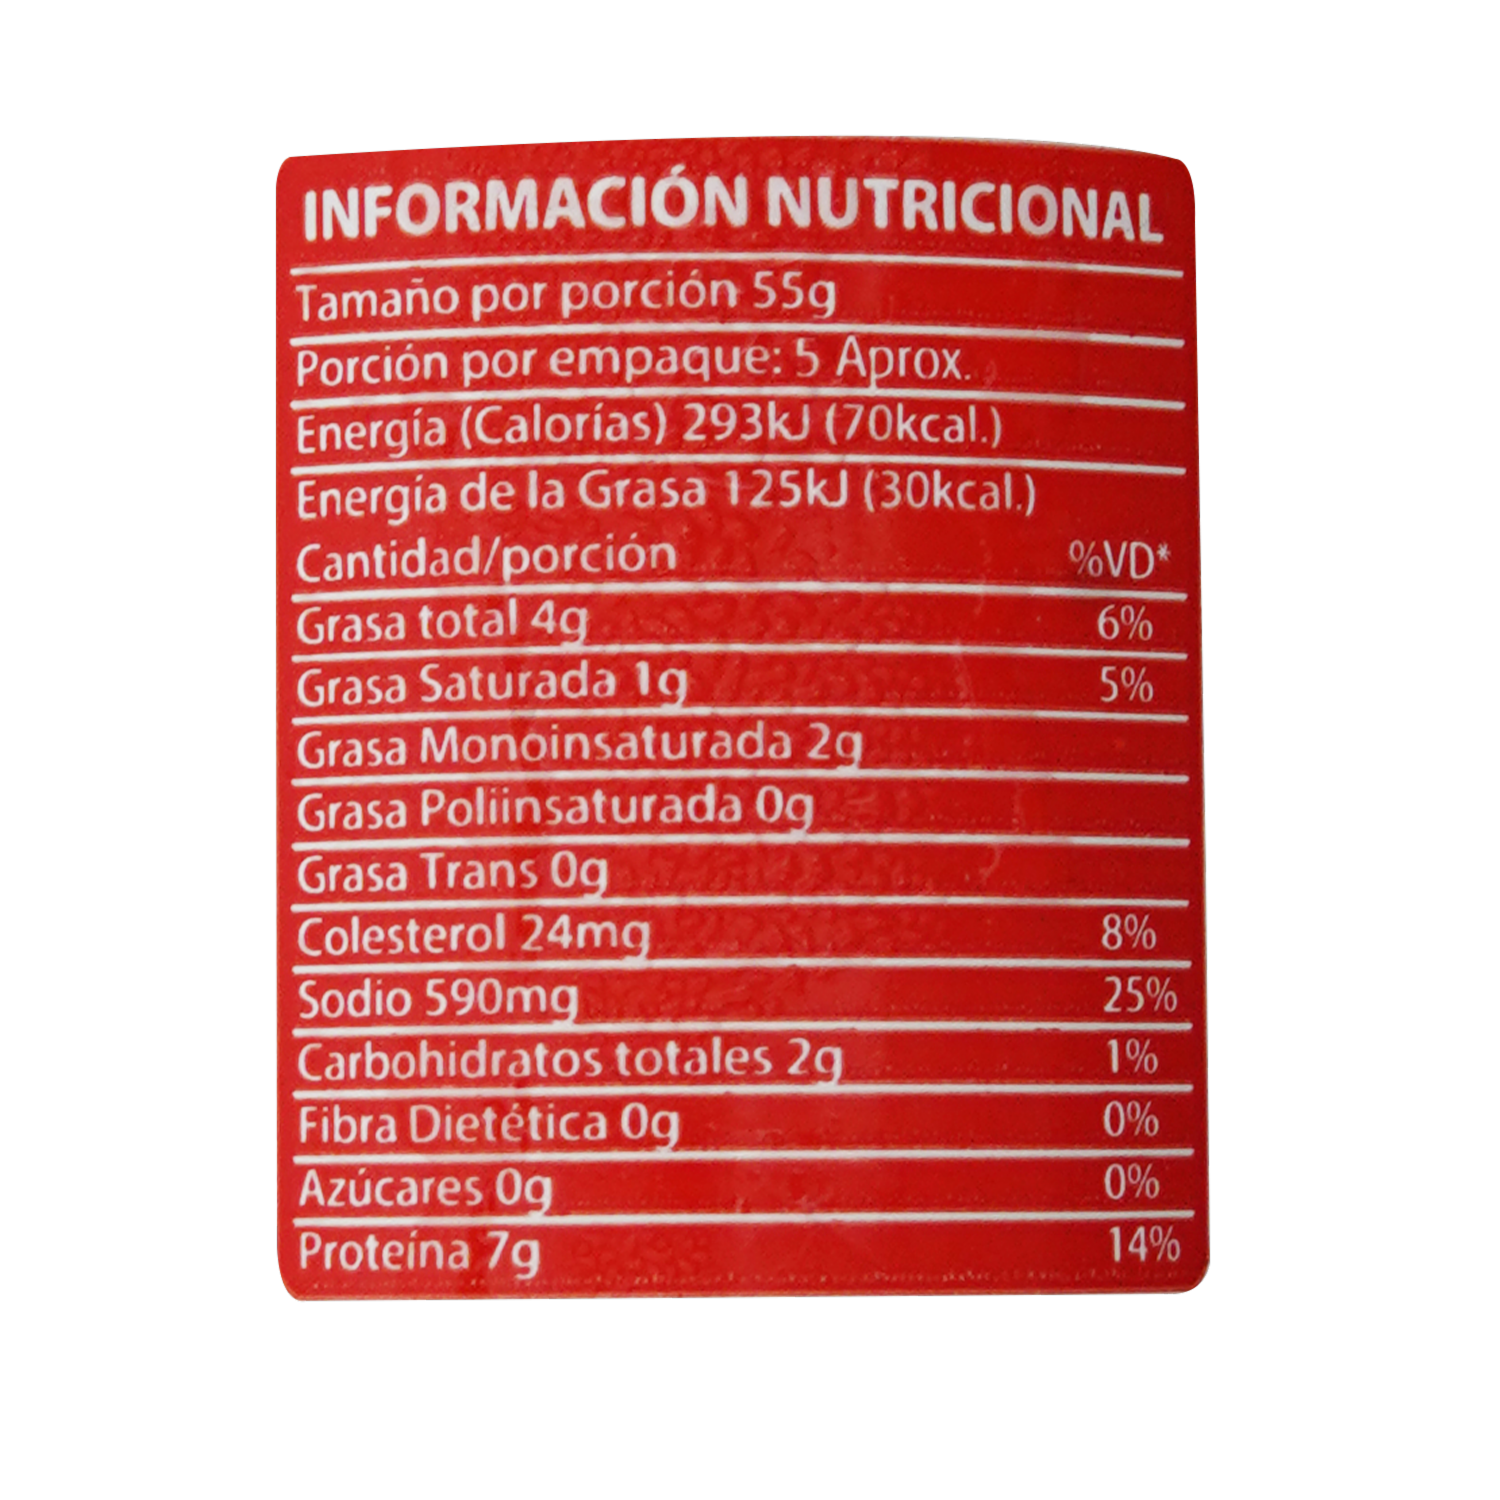 INFORMACIÓN NUTRICIONAL
Tamaño por porción 55g
Porción por empaque: 5 Aprox.
Energía (Calorías) 293kJ (70kcal.)
Energía de la Grasa 125kJ (30kcal.)
Cantidad/porción %VD*
Grasa total 4g 6%
Grasa Saturada 1g 5%
Grasa Monoinsaturada 2g
Grasa Poliinsaturada 0g
Grasa Trans 0g
Colesterol 24mg 8%
Sodio 590mg 25%
Carbohidratos totales 2g 1%
Fibra Dietética 0g 0%
Azúcares 0g 0%
Proteína 7g 14%